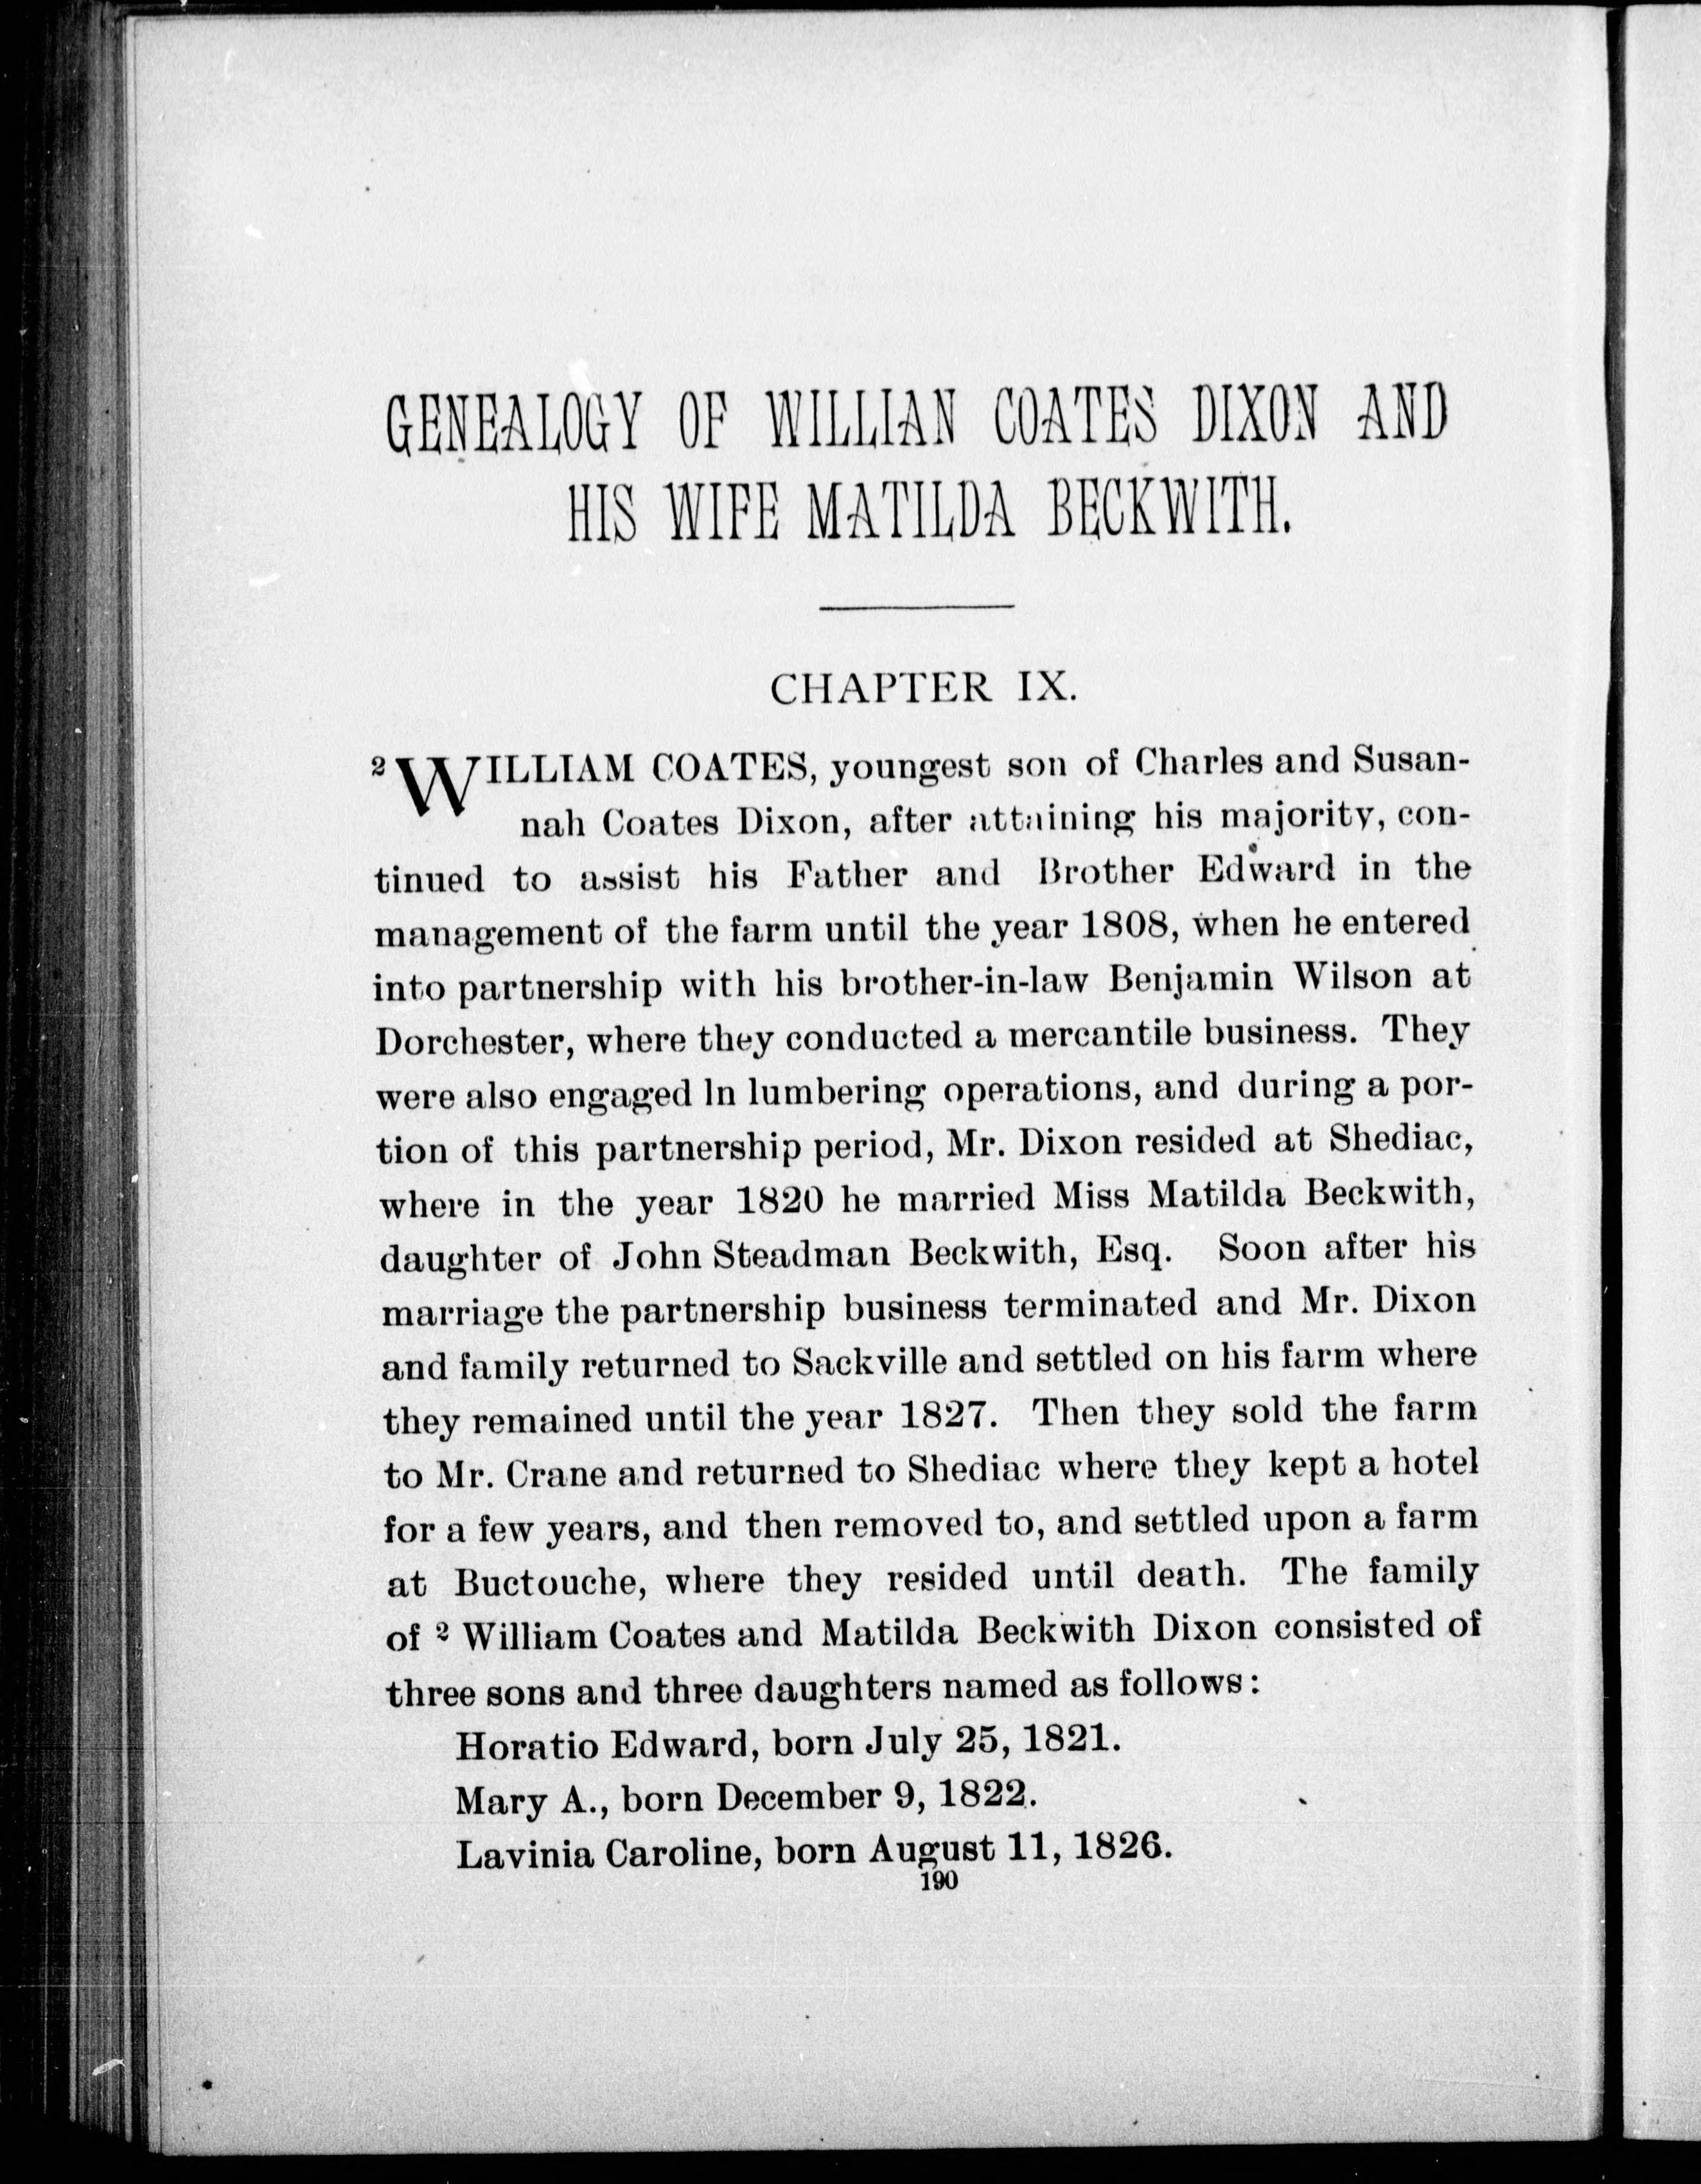 GENEALOGY OF WILLIAN COATES DIXON AND
HIS WIFE MATILDA BECKWITH.
CHAPTER IX.
² WILLIAM COATES, youngest son of Charles and Susan-
nah Coates Dixon, after attaining his majority, con-
tinued to assist his Father and Brother Edward in the
management of the farm until the year 1808, when he entered
into partnership with his brother-in-law Benjamin Wilson at
Dorchester, where they conducted a mercantile business. They
were also engaged In lumbering operations, and during a por-
tion of this partnership period, Mr. Dixon resided at Shediac,
where in the year 1820 he married Miss Matilda Beckwith,
daughter of John Steadman Beckwith, Esq. Soon after his
marriage the partnership business terminated and Mr. Dixon
and family returned to Sackville and settled on his farm where
they remained until the year 1827. Then they sold the farm
to Mr. Crane and returned to Shediac where they kept a hotel
for a few years, and then removed to, and settled upon a farm
at Buctouche, where they resided until death. The family
of ² William Coates and Matilda Beckwith Dixon consisted of
three sons and three daughters named as follows:
Horatio Edward, born July 25, 1821.
Mary A., born December 9, 1822.
Lavinia Caroline, born August 11, 1826.
190